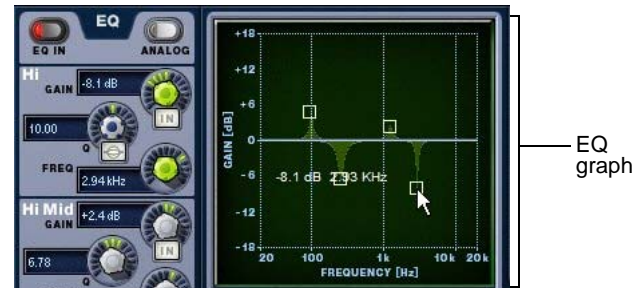 EQ
EQ IN
ANALOG
Hi
GAIN
-8.1 dB
IN
10.00
Q
FREQ
2.94 kHz
Hi Mid
GAIN
+2.4 dB
IN
6.78
Q
GAIN [dB]
+18
+12
+6
0
-6
-12
-18
-8.1 dB 2.93 KHz
20 100 1k 10k 20k
FREQUENCY [Hz]
EQ
graph